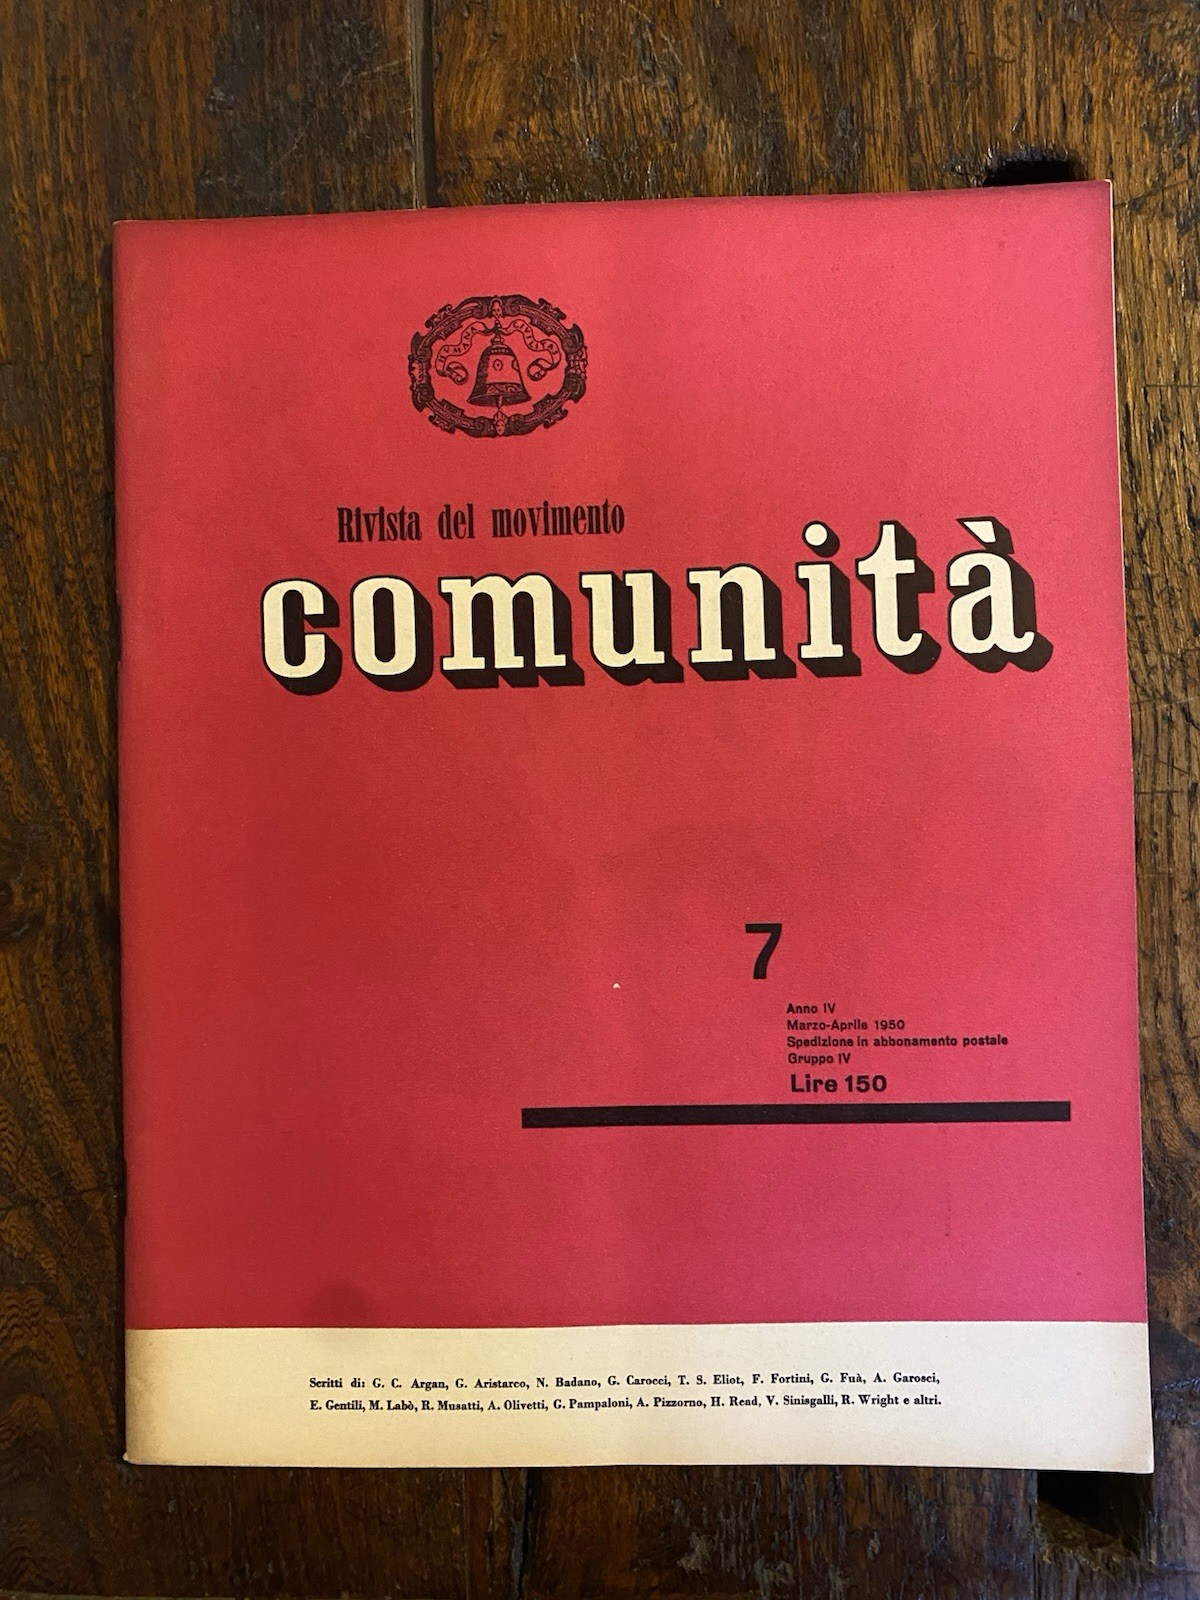 HVMANA CIVILITAS
Rivista del movimento
comunità
7
Anno IV
Marzo-Aprile 1950
Spedizione in abbonamento postale
Gruppo IV
Lire 150
Scritti di: G. C. Argan, G. Aristarco, N. Badano, G. Carocci, T. S. Eliot, F. Fortini, G. Fuà, A. Garosci,
E. Gentili, M. Labò, R. Musatti, A. Olivetti, G. Pampaloni, A. Pizzorno, H. Read, V. Sinisgalli, R. Wright e altri.